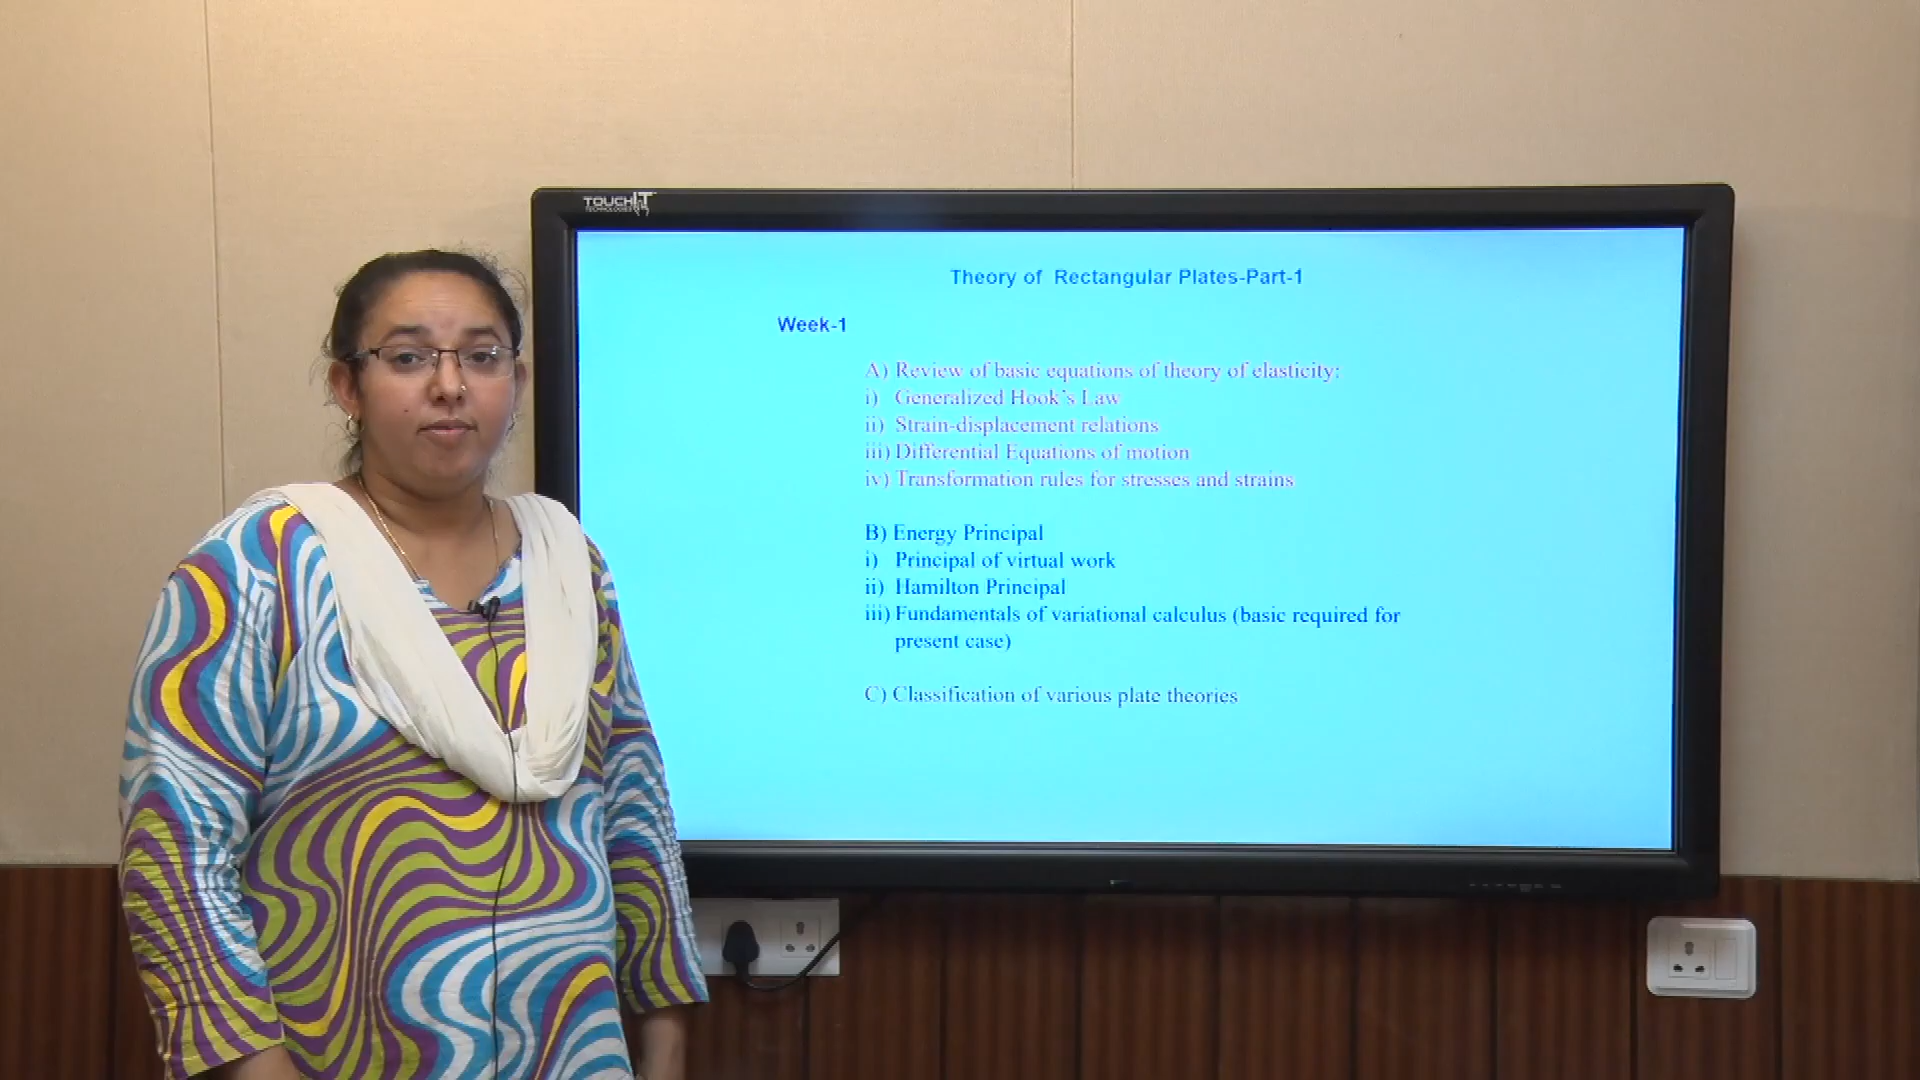 TOUCHIT
TECHNOLOGIES
Theory of Rectangular Plates-Part-1
Week-1
A) Review of basic equations of theory of elasticity:
i) Generalized Hook's Law
ii) Strain-displacement relations
iii) Differential Equations of motion
iv) Transformation rules for stresses and strains
B) Energy Principal
i) Principal of virtual work
ii) Hamilton Principal
iii) Fundamentals of variational calculus (basic required for
present case)
C) Classification of various plate theories